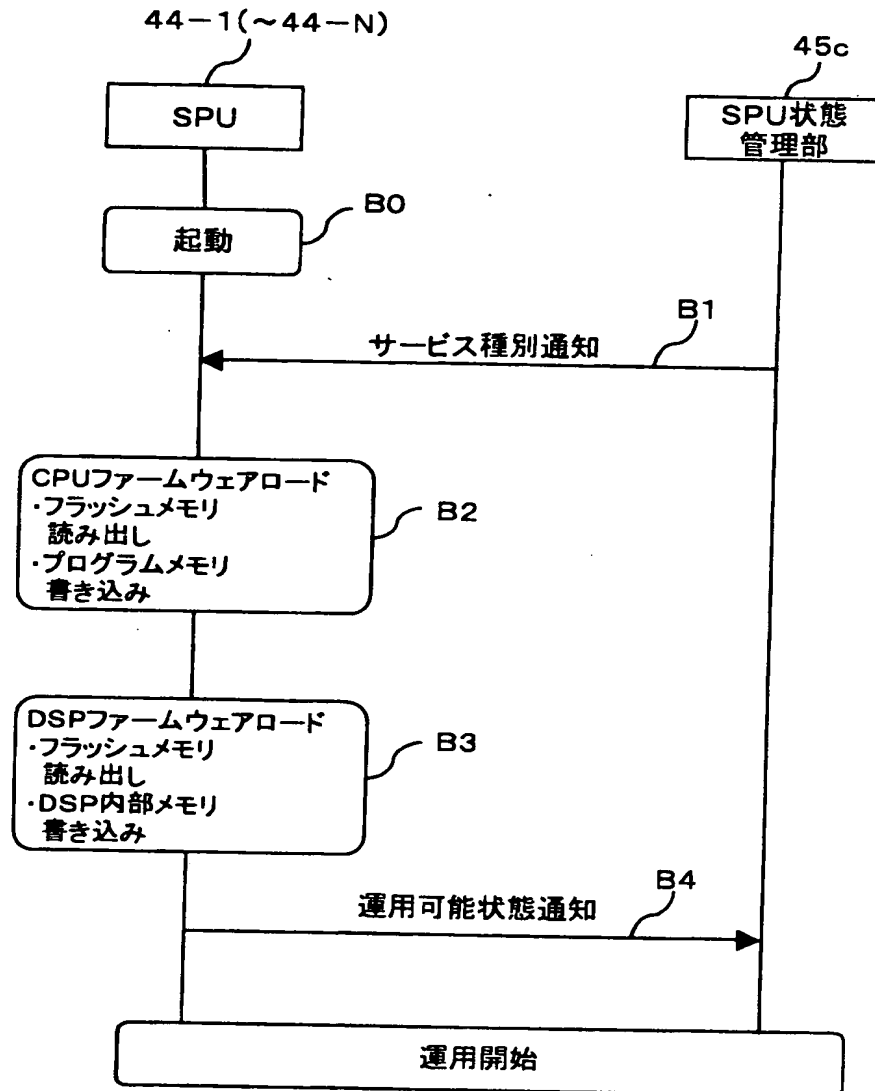 44-1(~44-N)
45c
SPU
SPU状態
管理部
B0
起動
B1
サービス種別通知
CPUファームウェアロード
・フラッシュメモリ
読み出し
・プログラムメモリ
書き込み
B2
DSPファームウェアロード
・フラッシュメモリ
読み出し
・DSP内部メモリ
書き込み
B3
B4
運用可能状態通知
運用開始